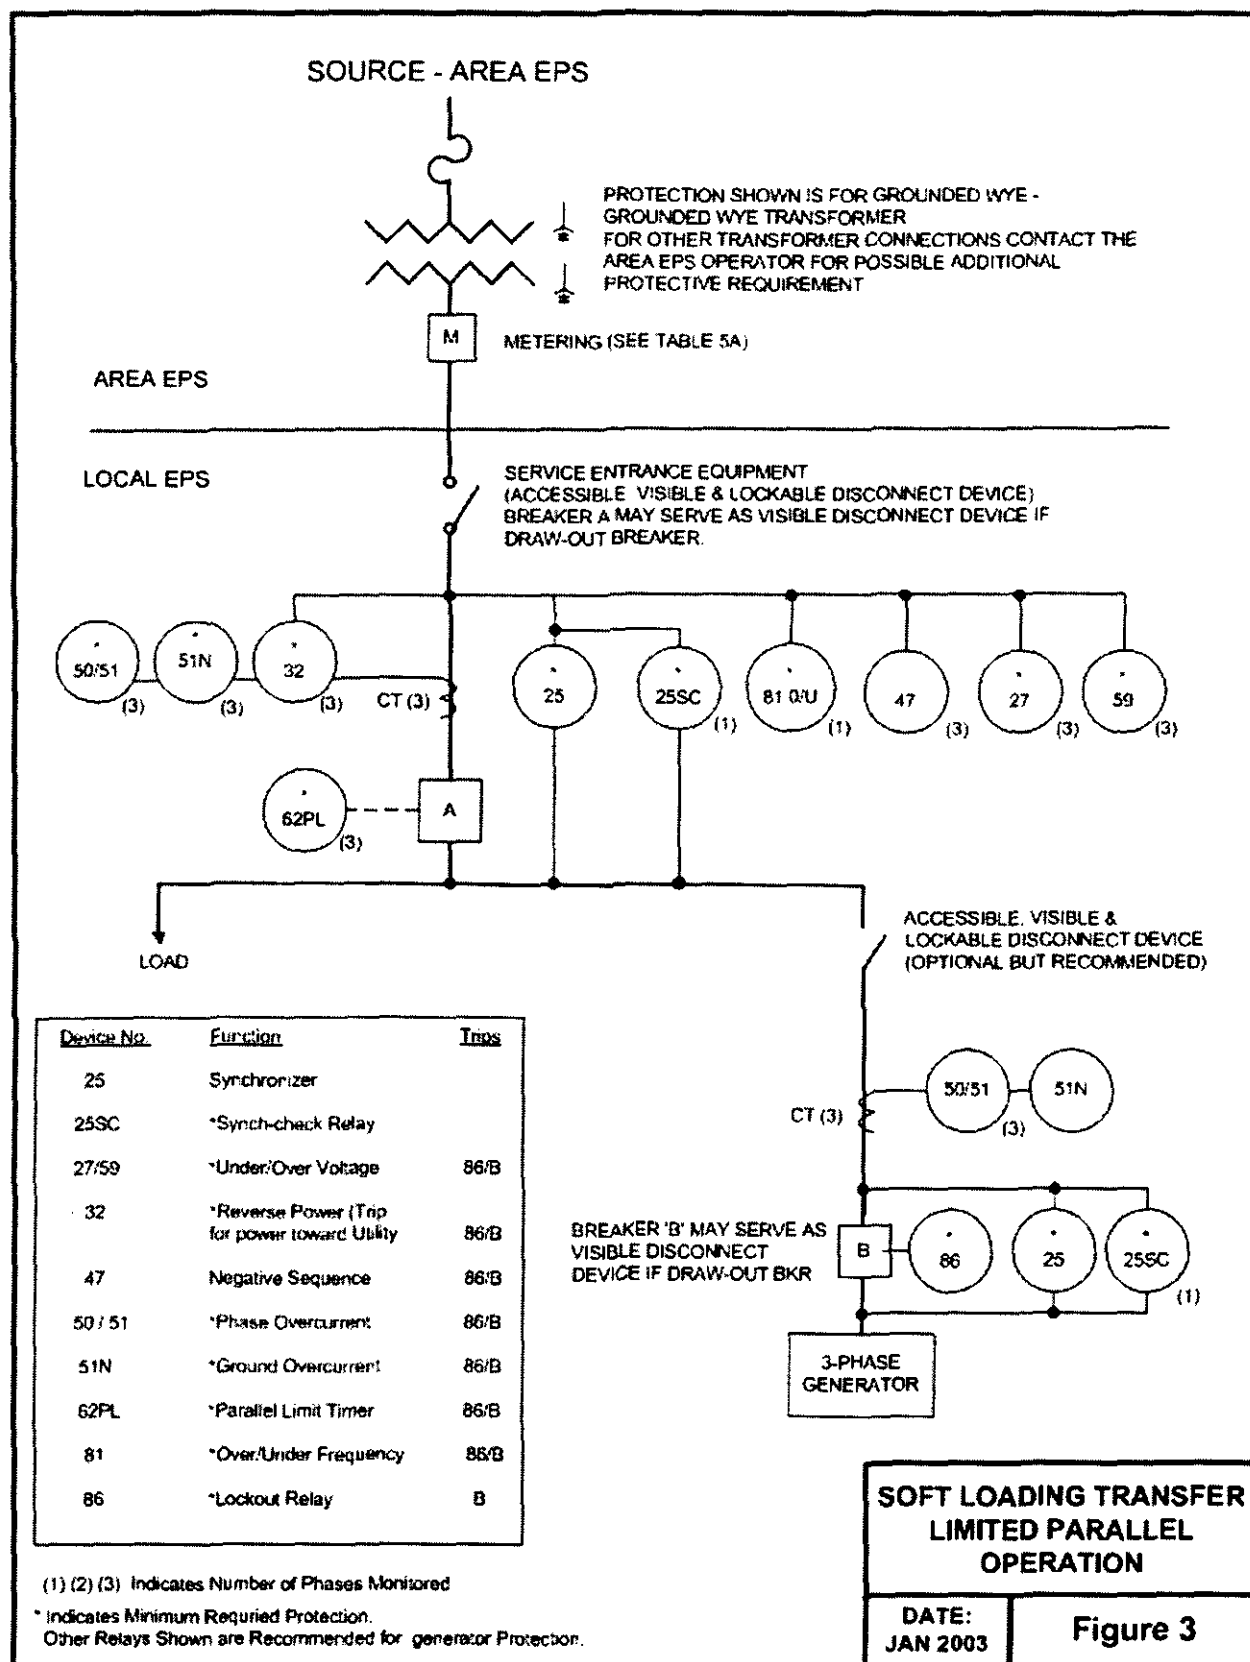 SOURCE - AREA EPS
PROTECTION SHOWN IS FOR GROUNDED WYE -
GROUNDED WYE TRANSFORMER
FOR OTHER TRANSFORMER CONNECTIONS CONTACT THE
AREA EPS OPERATOR FOR POSSIBLE ADDITIONAL
PROTECTIVE REQUIREMENT
M
METERING (SEE TABLE 5A)
AREA EPS
LOCAL EPS
SERVICE ENTRANCE EQUIPMENT
(ACCESSIBLE VISIBLE & LOCKABLE DISCONNECT DEVICE)
BREAKER A MAY SERVE AS VISIBLE DISCONNECT DEVICE IF
DRAW-OUT BREAKER.
* 50/51 (3)
* 51N (3)
* 32 (3)
CT (3)
* 25
* 25SC (1)
* 81 0/U (1)
47 (3)
* 27 (3)
* 59 (3)
* 62PL (3)
A
LOAD
ACCESSIBLE, VISIBLE &
LOCKABLE DISCONNECT DEVICE
(OPTIONAL BUT RECOMMENDED)
CT (3)
50/51 (3)
51N
BREAKER 'B' MAY SERVE AS
VISIBLE DISCONNECT
DEVICE IF DRAW-OUT BKR
B
* 86
* 25
* 25SC (1)
3-PHASE
GENERATOR
Device No. Function Trips
25 Synchronizer
25SC *Synch-check Relay
27/59 *Under/Over Voltage 86/B
32 *Reverse Power (Trip
for power toward Utility 86/B
47 Negative Sequence 86/B
50 / 51 *Phase Overcurrent 86/B
51N *Ground Overcurrent 86/B
62PL *Parallel Limit Timer 86/B
81 *Over/Under Frequency 86/B
86 *Lockout Relay B
(1) (2) (3) Indicates Number of Phases Monitored
* Indicates Minimum Requried Protection.
Other Relays Shown are Recommended for generator Protection.
SOFT LOADING TRANSFER
LIMITED PARALLEL
OPERATION
DATE:
JAN 2003
Figure 3